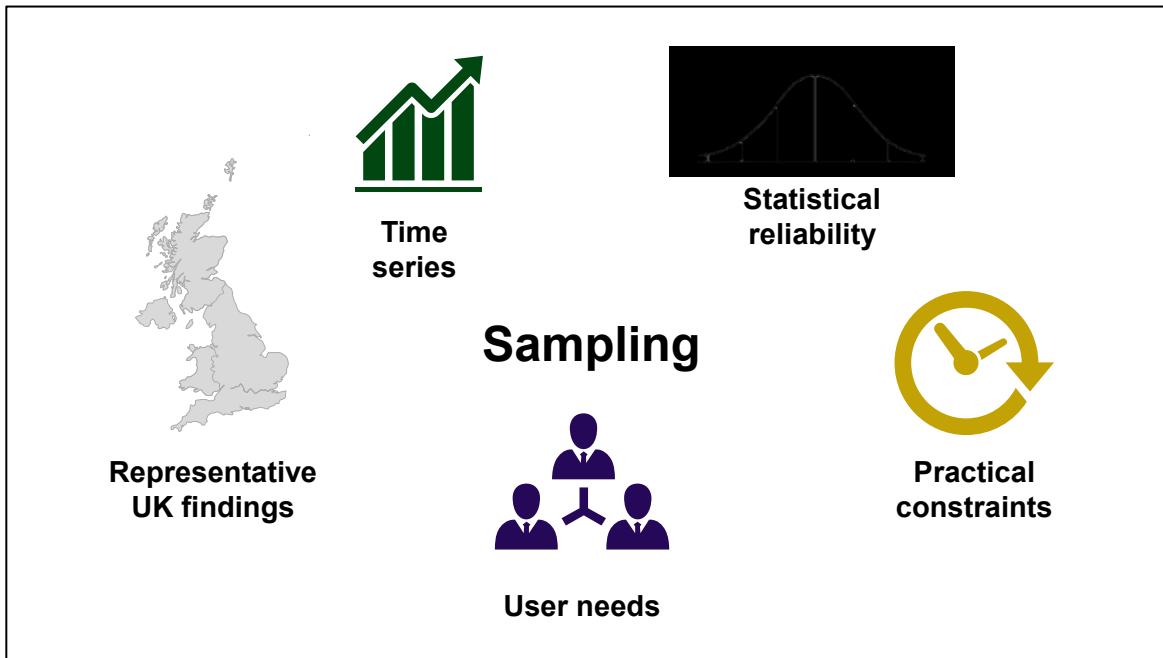 Time
series
Statistical
reliability
Sampling
Representative
UK findings
Practical
constraints
User needs